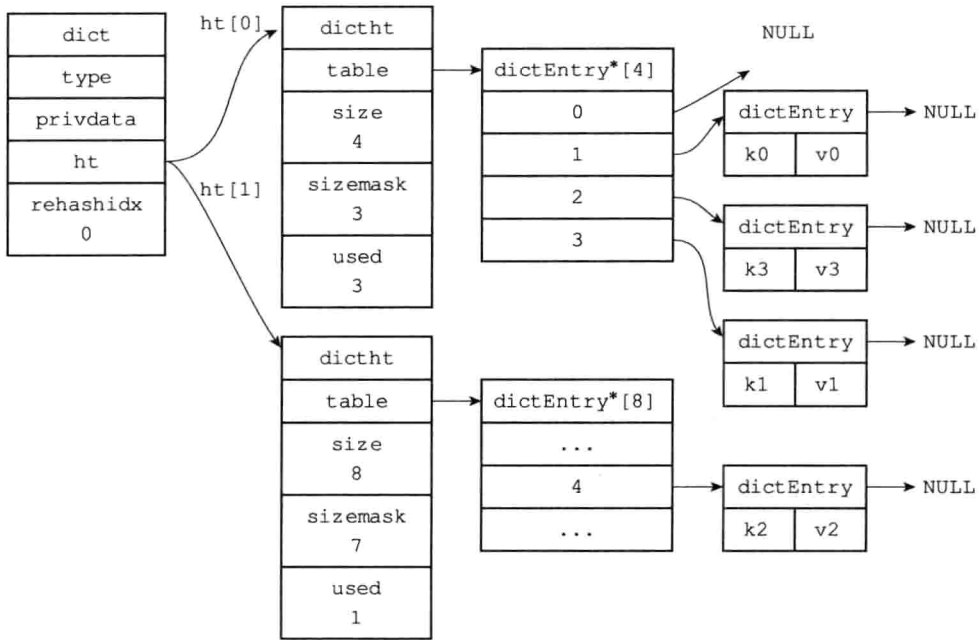 dict
type
privdata
ht
rehashidx
0
ht[0]
ht[1]
dictht
table
size
4
sizemask
3
used
3
dictEntry*[4]
0
1
2
3
NULL
dictEntry
k0 v0
NULL
dictEntry
k3 v3
NULL
dictEntry
k1 v1
NULL
dictht
table
size
8
sizemask
7
used
1
dictEntry*[8]
...
4
...
dictEntry
k2 v2
NULL